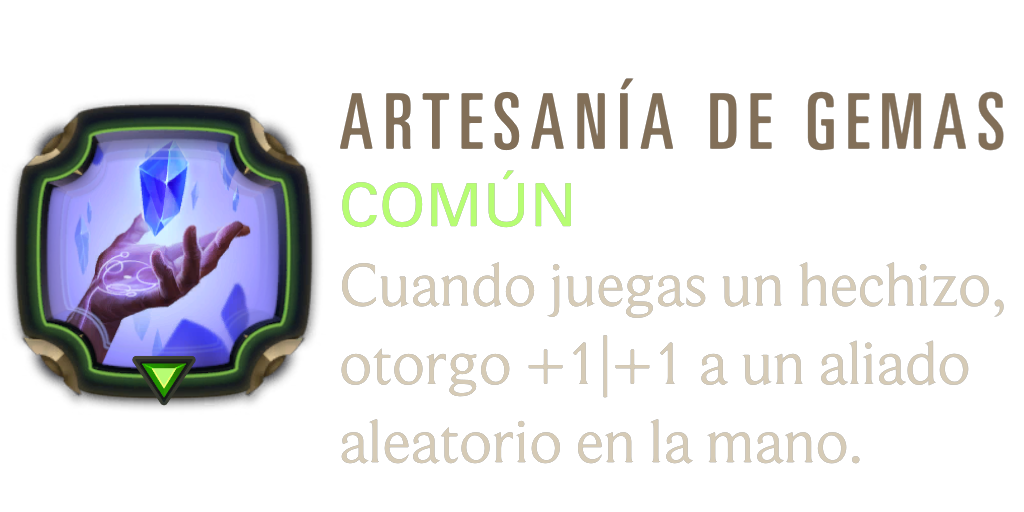 ARTESANÍA DE GEMAS
COMÚN
Cuando juegas un hechizo,
otorgo +1|+1 a un aliado
aleatorio en la mano.